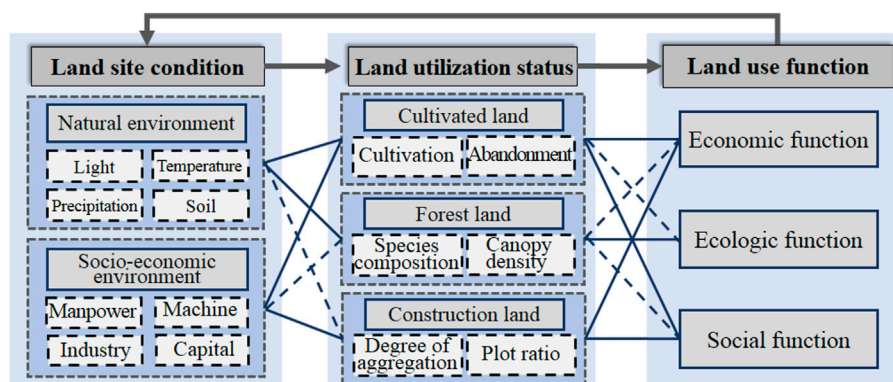 Land site condition
Land utilization status
Land use function
Natural environment
Light
Temperature
Precipitation
Soil
Socio-economic
environment
Manpower
Machine
Industry
Capital
Cultivated land
Cultivation
Abandonment
Forest land
Species
composition
Canopy
density
Construction land
Degree of
aggregation
Plot ratio
Economic function
Ecologic function
Social function